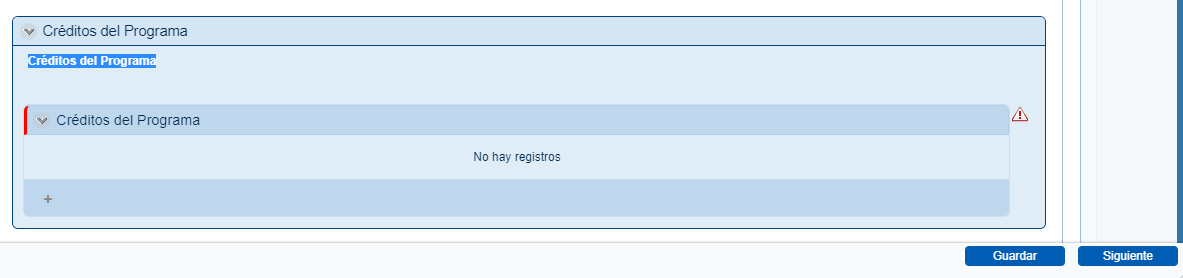 Créditos del Programa
Créditos del Programa
Créditos del Programa
No hay registros
+
Guardar Siguiente